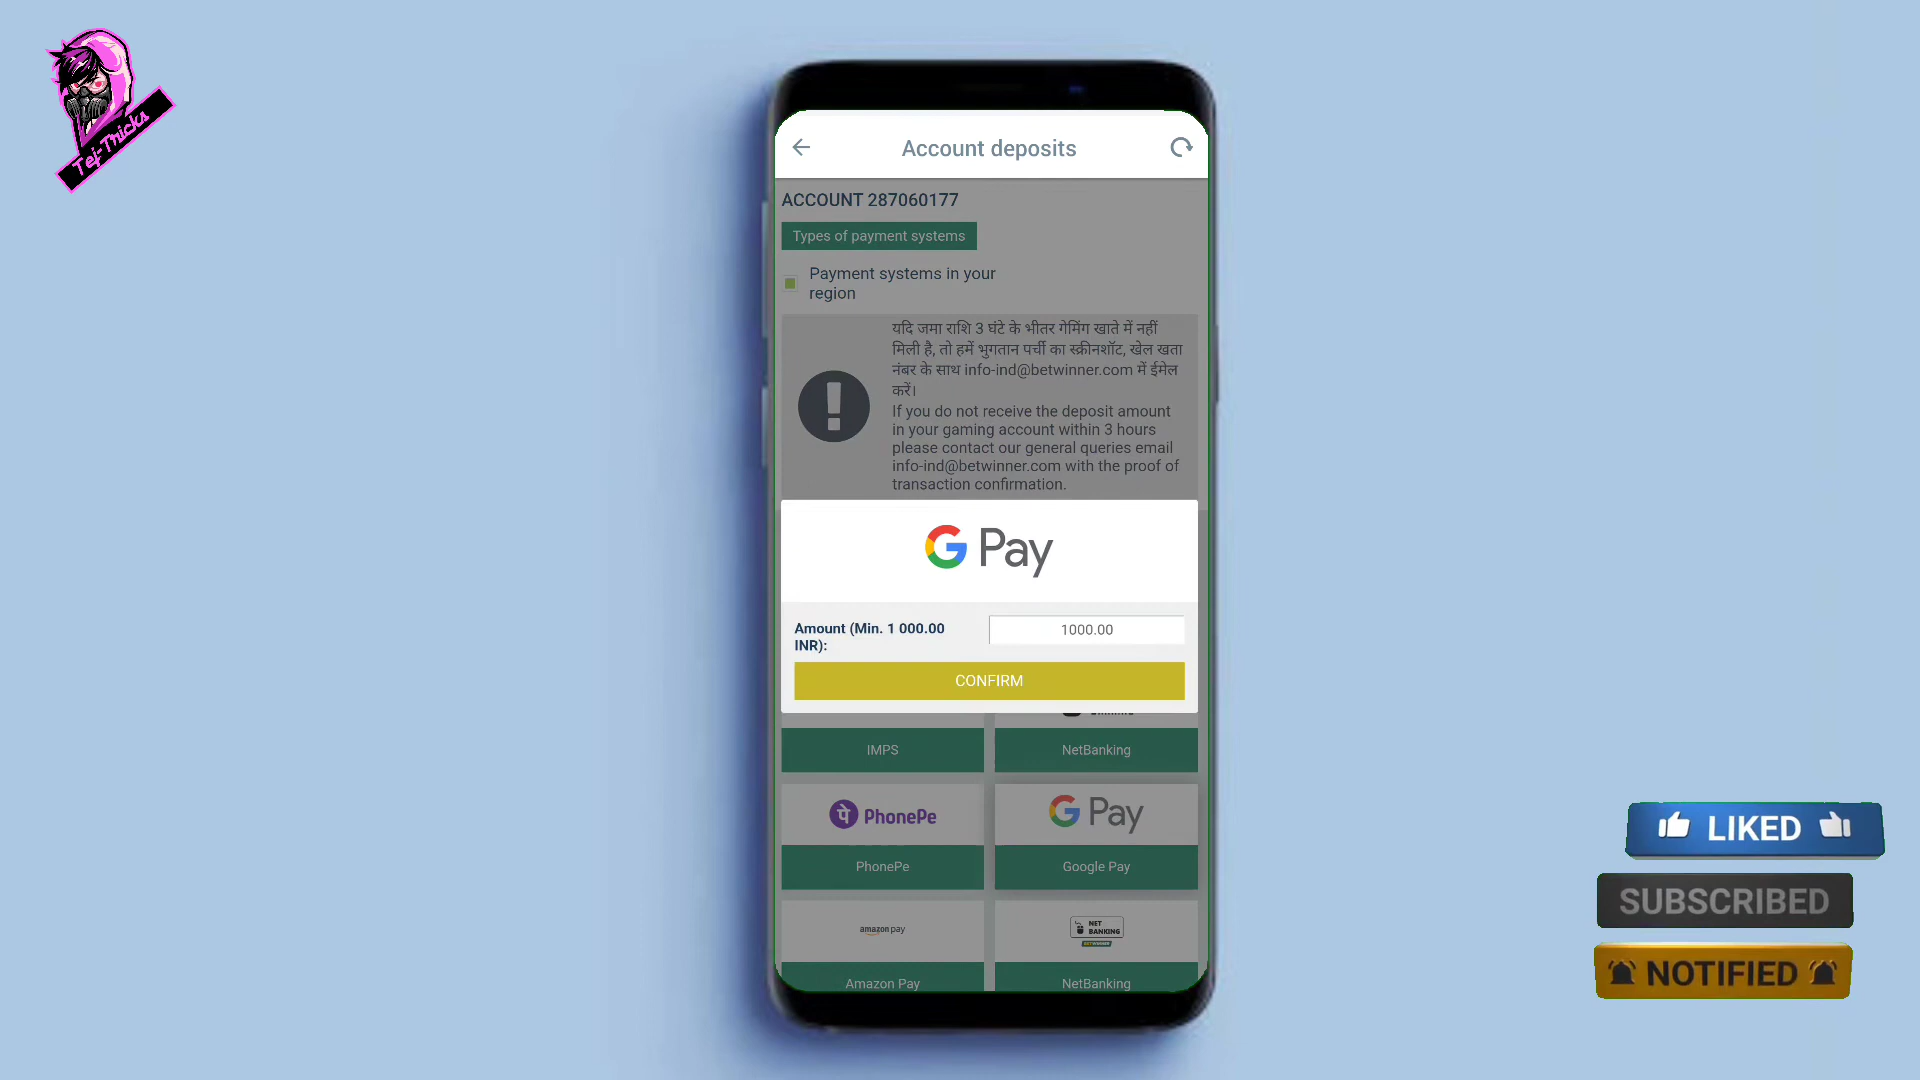 Tej-Tricks
Account deposits
ACCOUNT 287060177
Types of payment systems
Payment systems in your
region
यदि जमा राशि 3 घंटे के भीतर गेमिंग खाते में नहीं
मिली है, तो हमें भुगतान पर्ची का स्क्रीनशॉट, खेल खता
नंबर के साथ info-ind@betwinner.com में ईमेल
करें।
If you do not receive the deposit amount
in your gaming account within 3 hours
please contact our general queries email
info-ind@betwinner.com with the proof of
transaction confirmation.
G Pay
Amount (Min. 1 000.00
INR):
1000.00
CONFIRM
IMPS
NetBanking
पे PhonePe
G Pay
PhonePe
Google Pay
amazon pay
NET
BANKING
BETWINNER
Amazon Pay
NetBanking
LIKED
SUBSCRIBED
NOTIFIED